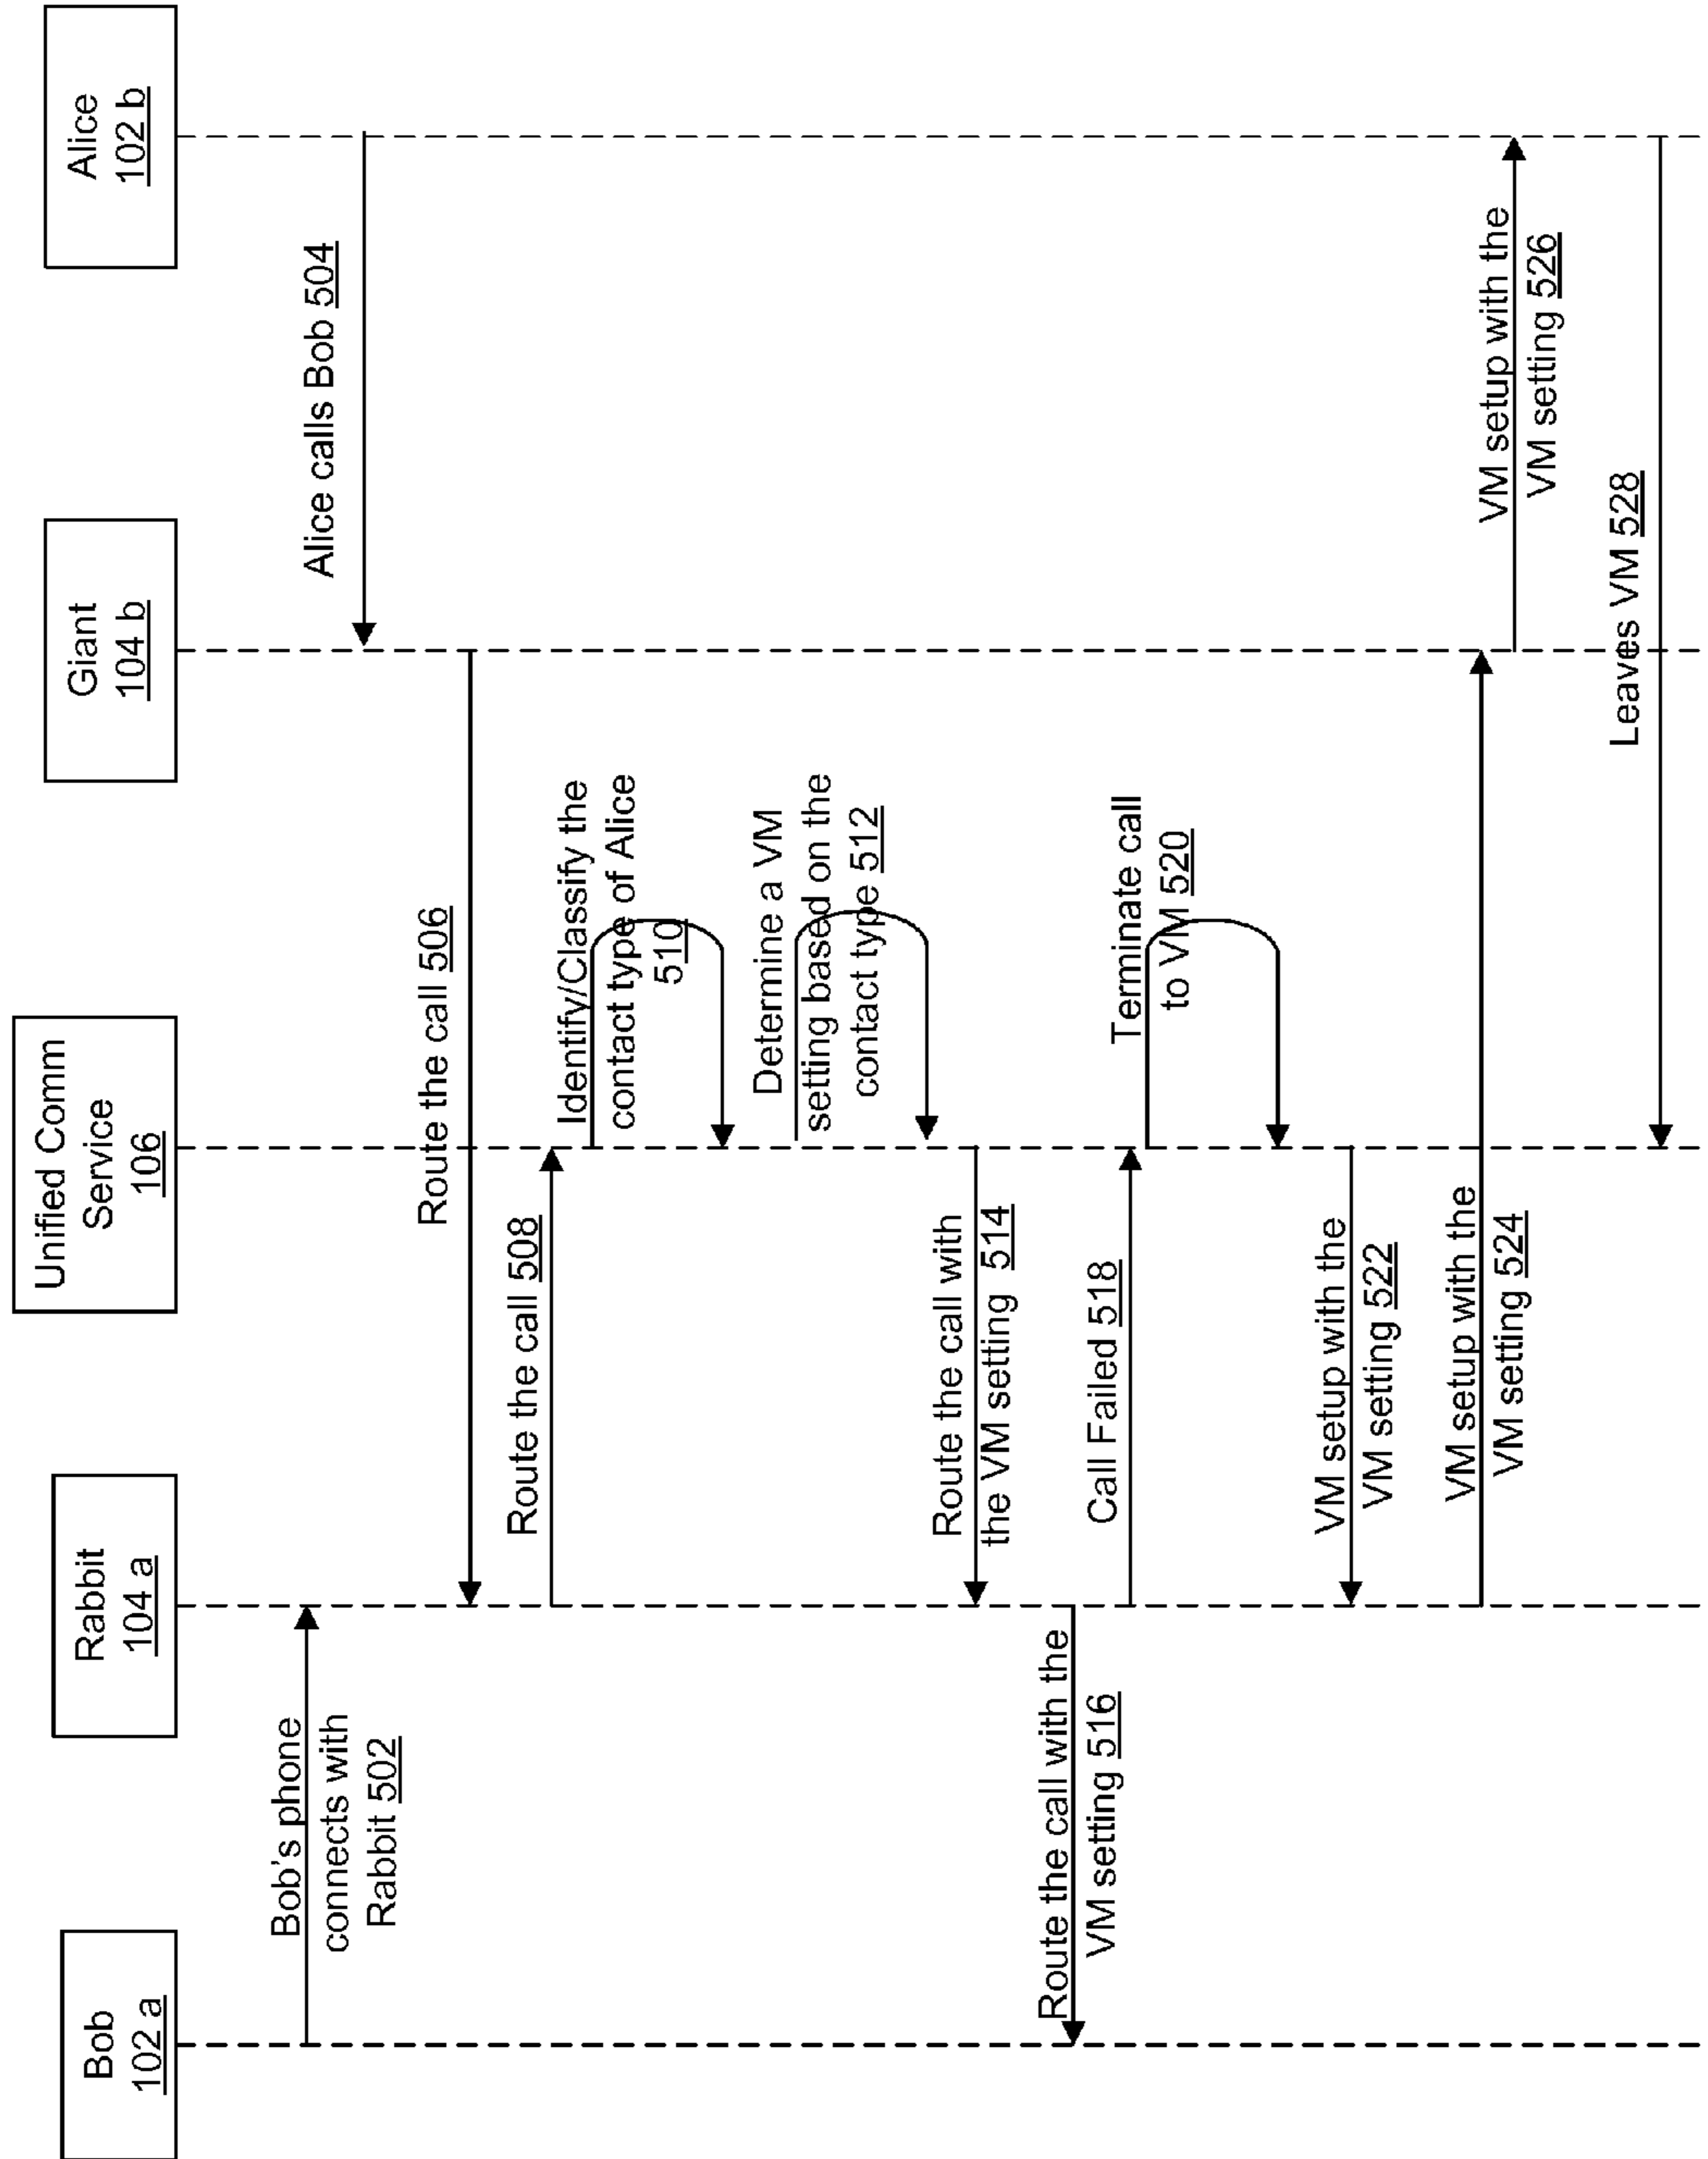 Bob
102 a
Rabbit
104 a
Unified Comm
Service
106
Giant
104 b
Alice
102 b
Bob's phone
connects with
Rabbit 502
Alice calls Bob 504
Route the call 506
Route the call 508
Identify/Classify the
contact type of Alice
510
Determine a VM
setting based on the
contact type 512
Route the call with
the VM setting 514
Route the call with the
VM setting 516
Call Failed 518
Terminate call
to VM 520
VM setup with the
VM setting 522
VM setup with the
VM setting 524
VM setup with the
VM setting 526
Leaves VM 528